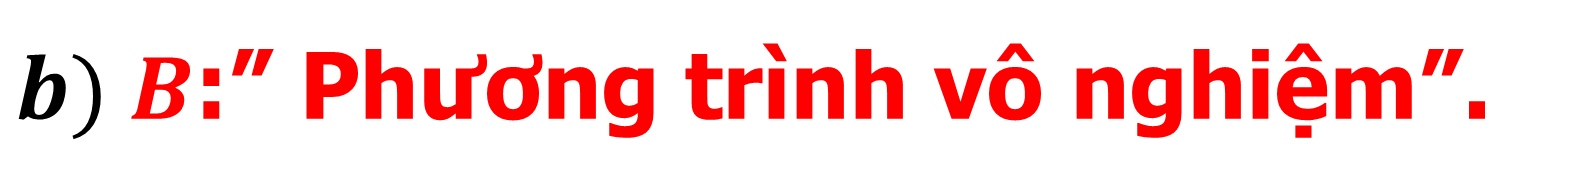 b) B:” Phương trình vô nghiệm”.